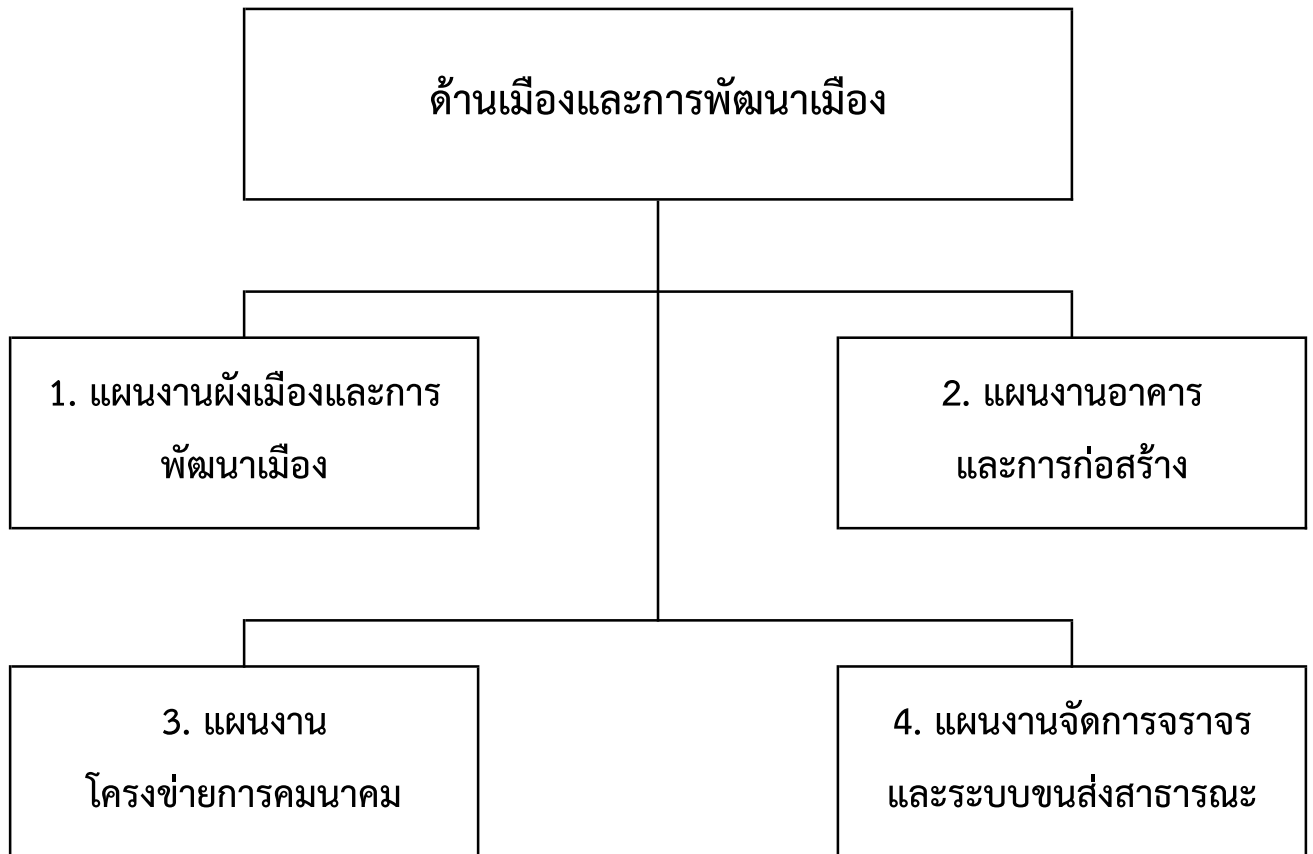 ด้านเมืองและการพัฒนาเมือง
1. แผนงานผังเมืองและการ
พัฒนาเมือง
2. แผนงานอาคาร
และการก่อสร้าง
3. แผนงาน
โครงข่ายการคมนาคม
4. แผนงานจัดการจราจร
และระบบขนส่งสาธารณะ